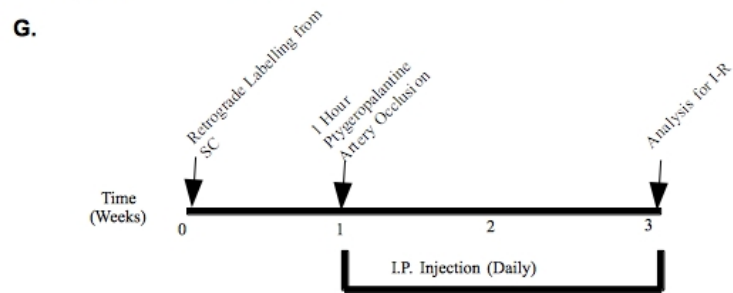 G.
Retrograde Labelling from
SC
1 Hour
Ptygeropalantine
Artery Occlusion
Analysis for I-R
Time
(Weeks)
0
1
2
3
I.P. Injection (Daily)